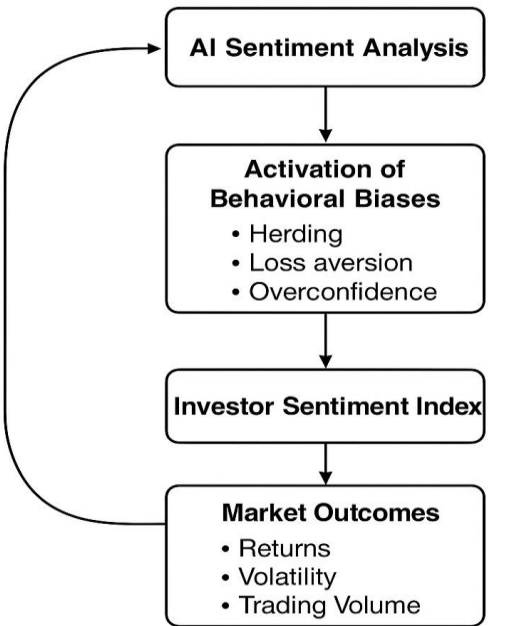 AI Sentiment Analysis
Activation of
Behavioral Biases
• Herding
• Loss aversion
• Overconfidence
Investor Sentiment Index
Market Outcomes
• Returns
• Volatility
• Trading Volume